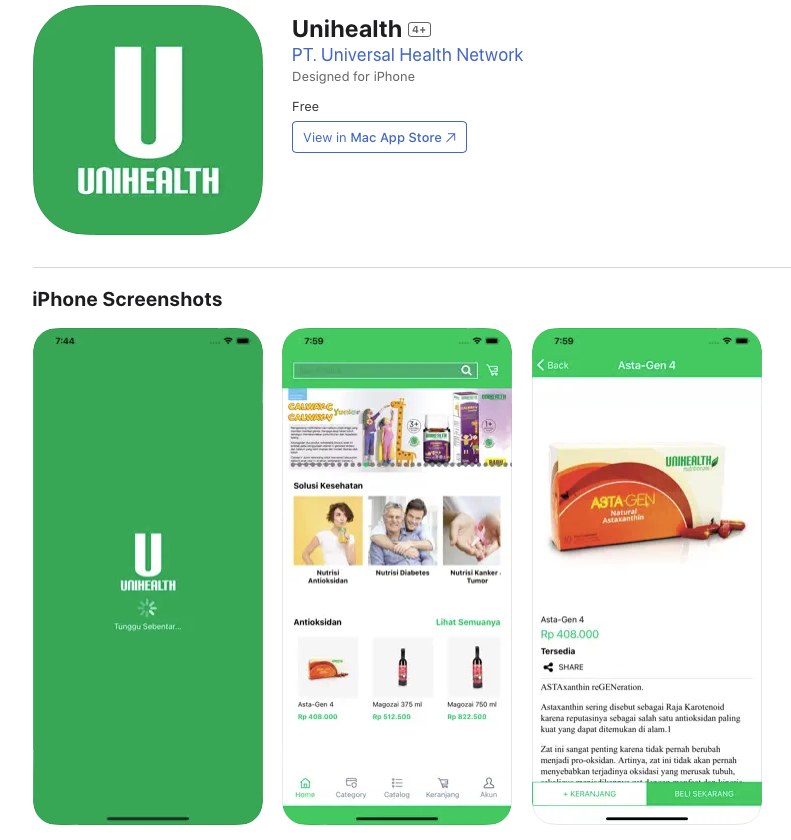 U
UNIHEALTH
Unihealth 4+
PT. Universal Health Network
Designed for iPhone
Free
View in Mac App Store ↗
iPhone Screenshots
7:44
U
UNIHEALTH
Tunggu Sebentar...
7:59
CALWAY-C
CALWAY-J Junior
3+
UNIHEALTH
1+
Solusi Kesehatan
Nutrisi
Antioksidan
Nutrisi Diabetes
Nutrisi Kanker
Tumor
Antioksidan
Lihat Semuanya
Asta-Gen 4
Rp 408.000
Magozai 375 ml
Rp 512.500
Magozai 750 ml
Rp 822.500
Home
Category
Catalog
Keranjang
Akun
7:59
Back
Asta-Gen 4
UNIHEALTH
ASTA-GEN
Natural
Astaxanthin
Asta-Gen 4
Rp 408.000
Tersedia
SHARE
ASTAxanthin reGENeration.
Astaxanthin sering disebut sebagai Raja Karotenoid
karena reputasinya sebagai salah satu antioksidan paling
kuat yang dapat ditemukan di alam.1
Zat ini sangat penting karena tidak pernah berubah
menjadi pro-oksidan. Artinya, zat ini tidak akan pernah
menyebabkan terjadinya oksidasi yang merusak tubuh,
+ KERANJANG
BELI SEKARANG